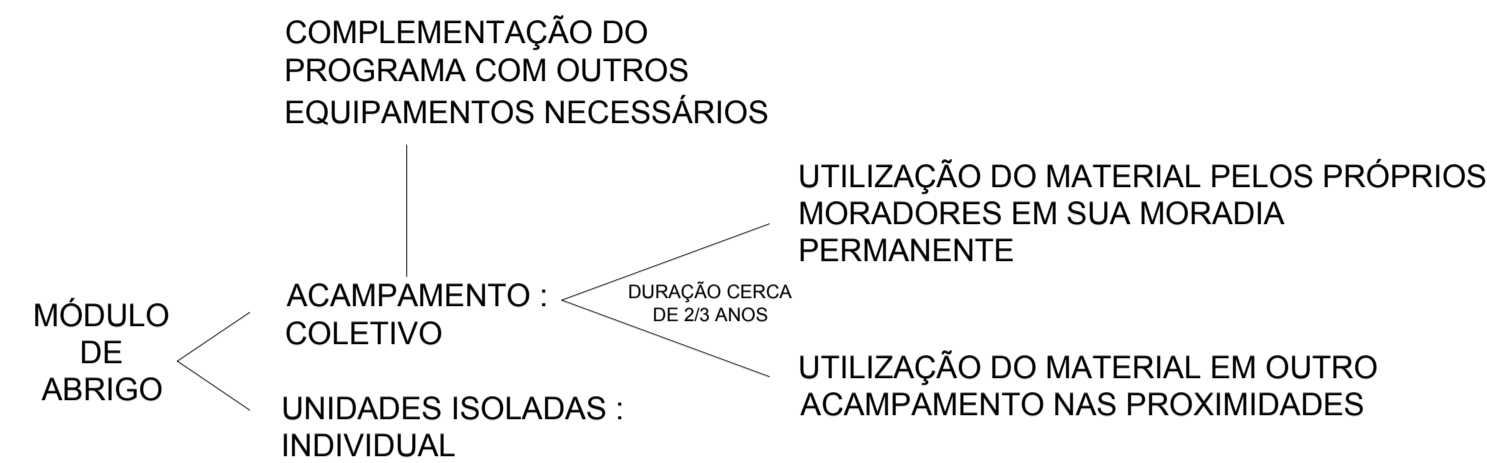 COMPLEMENTAÇÃO DO
PROGRAMA COM OUTROS
EQUIPAMENTOS NECESSÁRIOS
MÓDULO
DE
ABRIGO
ACAMPAMENTO :
COLETIVO
UNIDADES ISOLADAS :
INDIVIDUAL
DURAÇÃO CERCA
DE 2/3 ANOS
UTILIZAÇÃO DO MATERIAL PELOS PRÓPRIOS
MORADORES EM SUA MORADIA
PERMANENTE
UTILIZAÇÃO DO MATERIAL EM OUTRO
ACAMPAMENTO NAS PROXIMIDADES